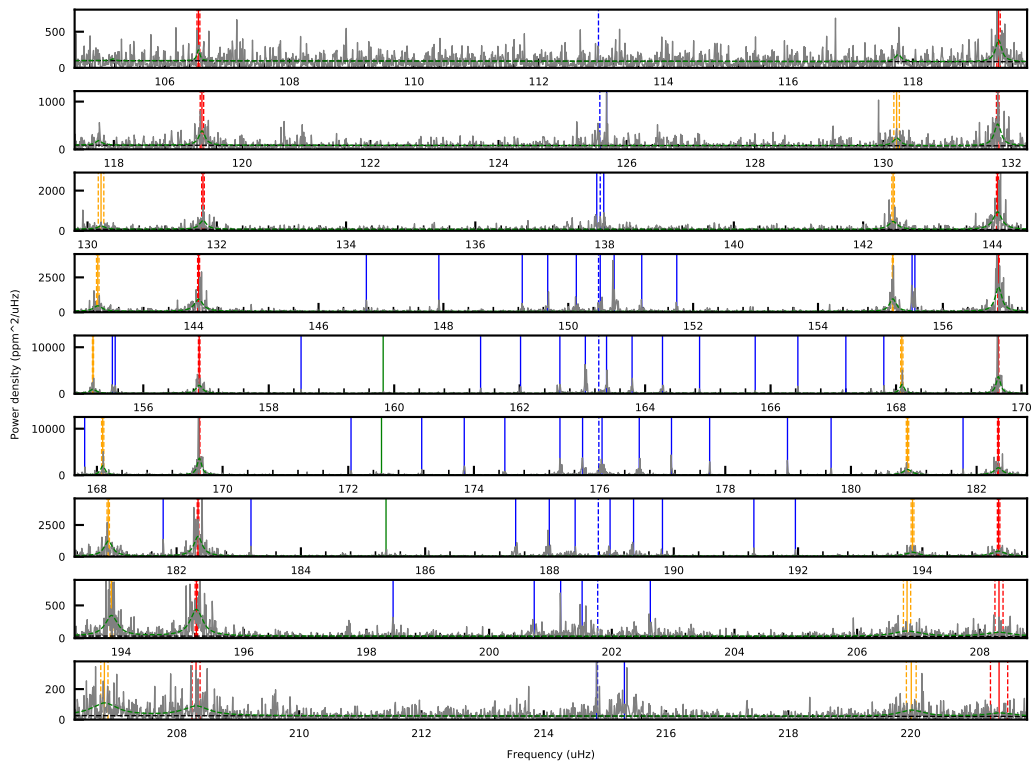 500
0
106 108 110 112 114 116 118
1000
0
118 120 122 124 126 128 130 132
2000
0
130 132 134 136 138 140 142 144
2500
0
144 146 148 150 152 154 156
10000
0
156 158 160 162 164 166 168 170
10000
0
168 170 172 174 176 178 180 182
2500
0
182 184 186 188 190 192 194
500
0
194 196 198 200 202 204 206 208
200
0
208 210 212 214 216 218 220
Power density (ppm^2/uHz)
Frequency (uHz)